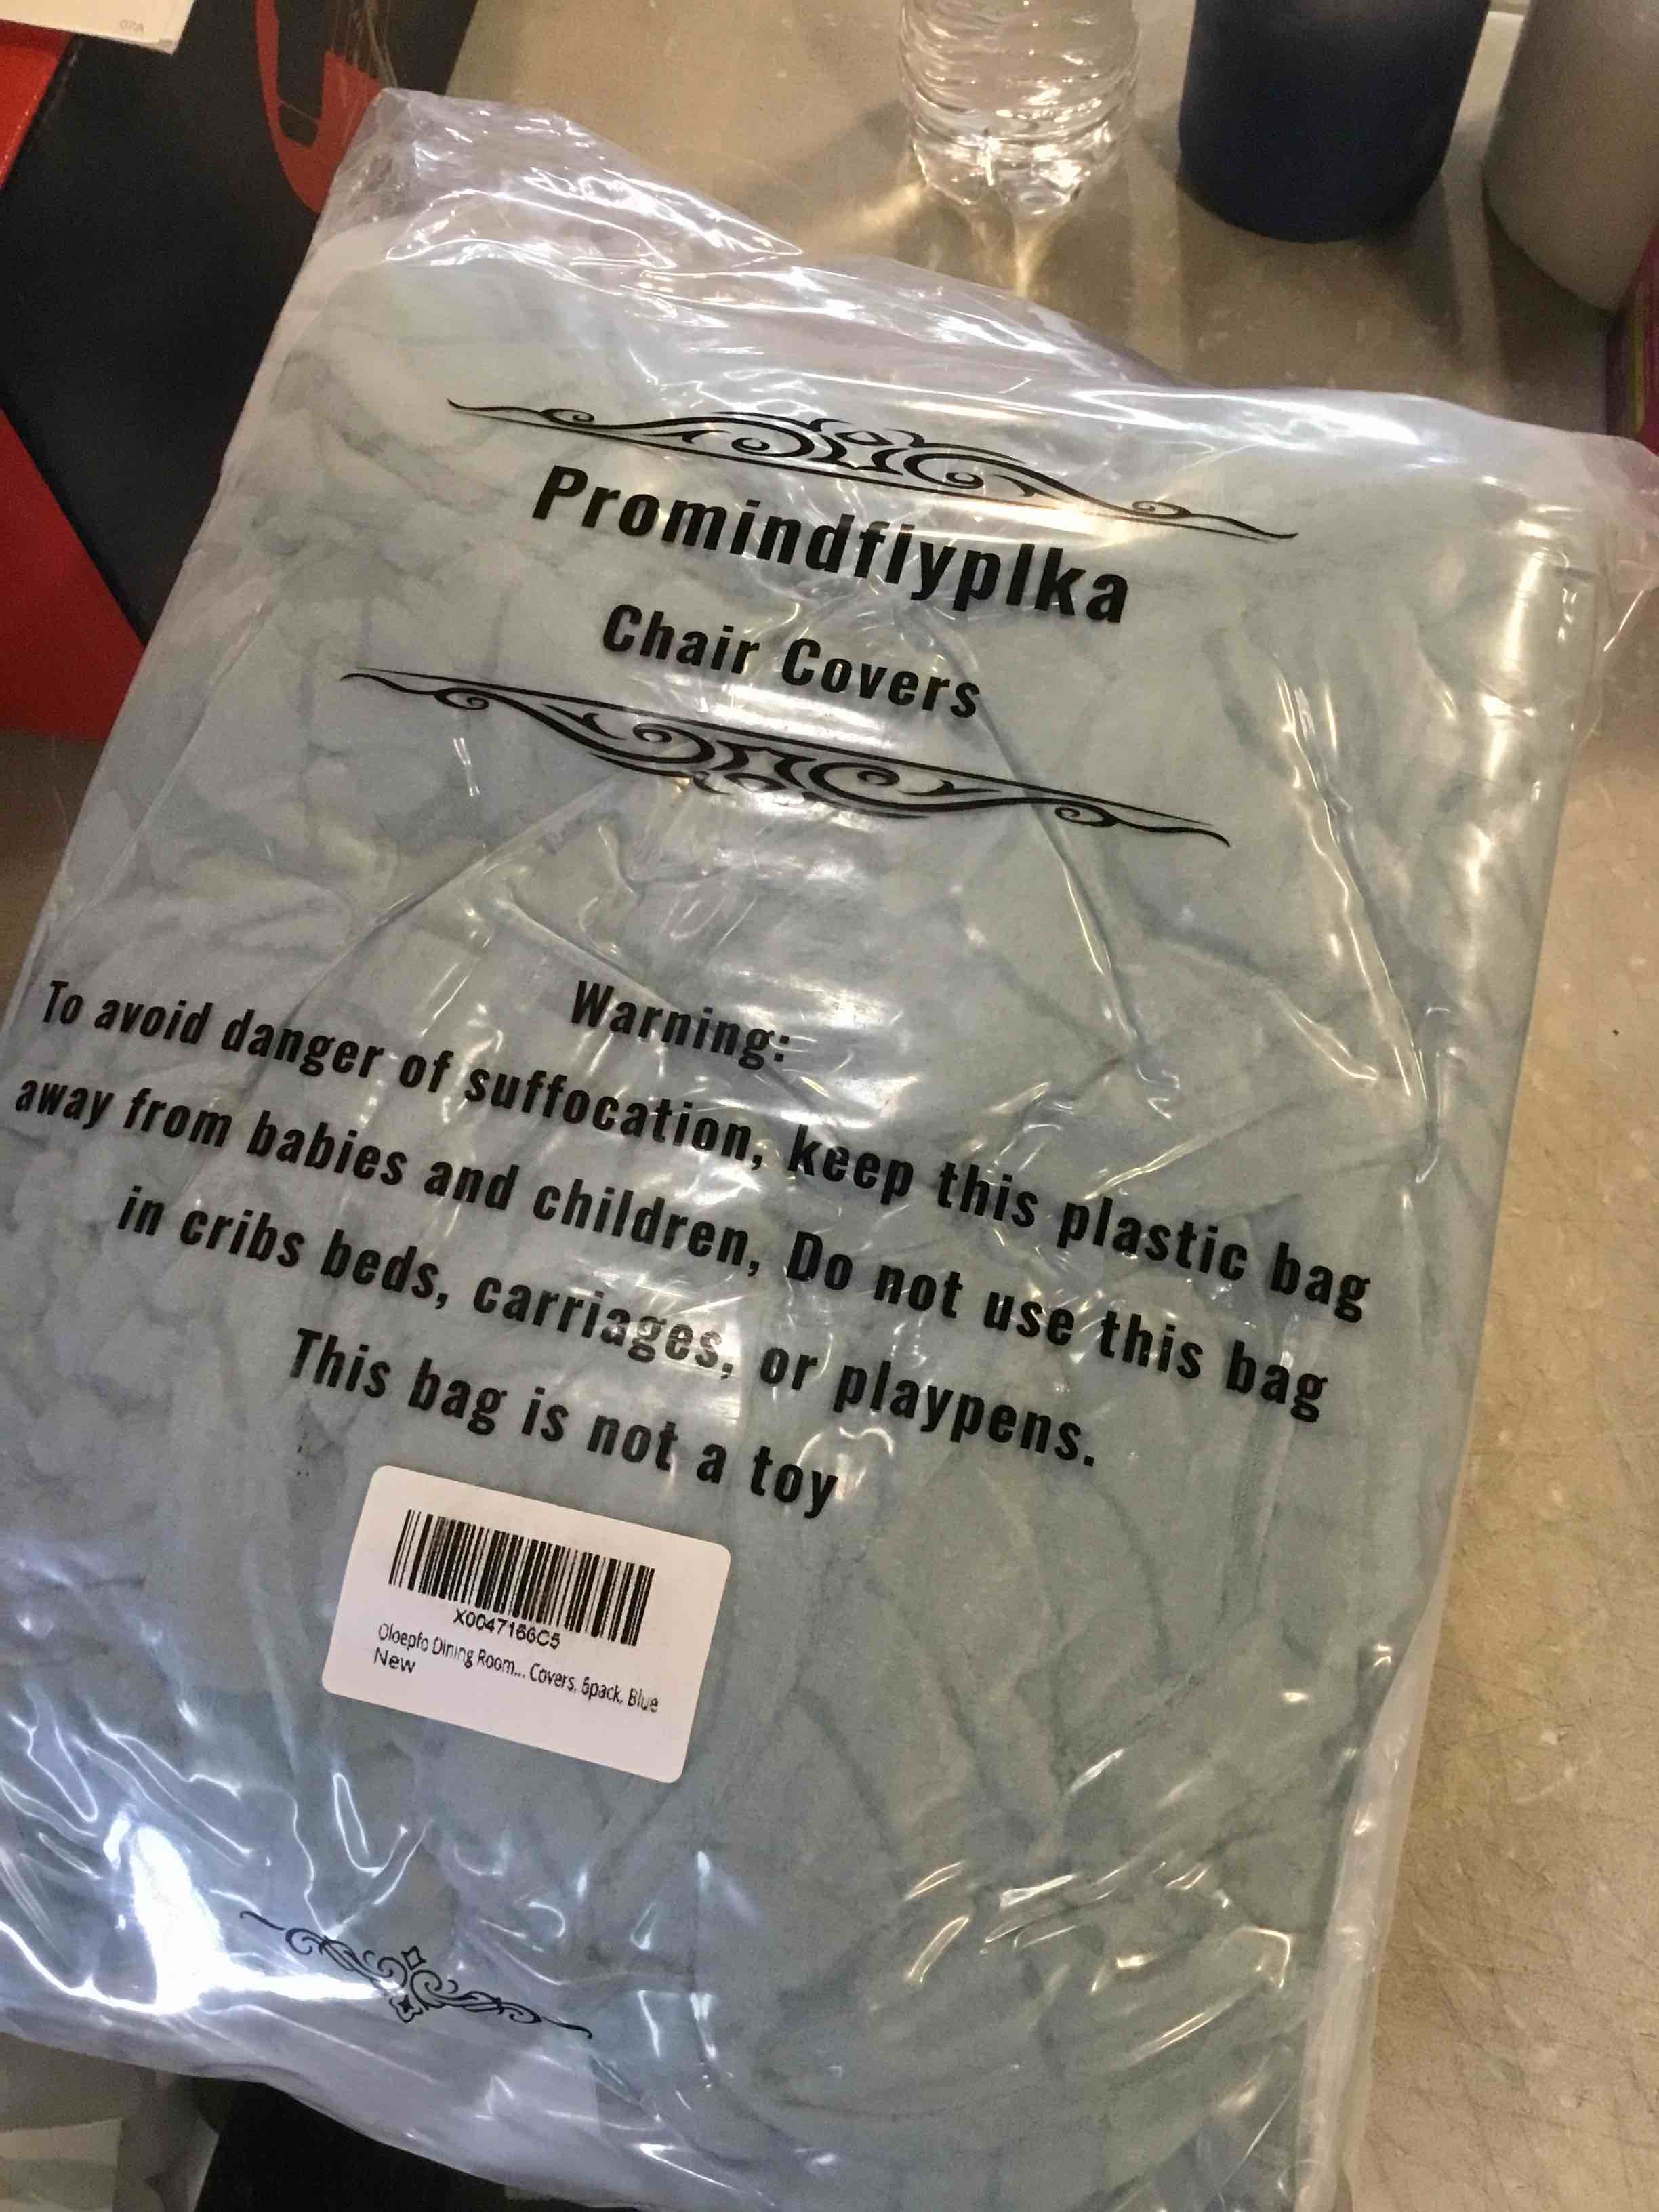 Promindflyplka
Chair Covers
Warning:
To avoid danger of suffocation, keep this plastic bag
away from babies and children, Do not use this bag
in cribs beds, carriages, or playpens.
This bag is not a toy
X0047166C5
Oloepfo Dining Room... Covers, 6pack, Blue
New